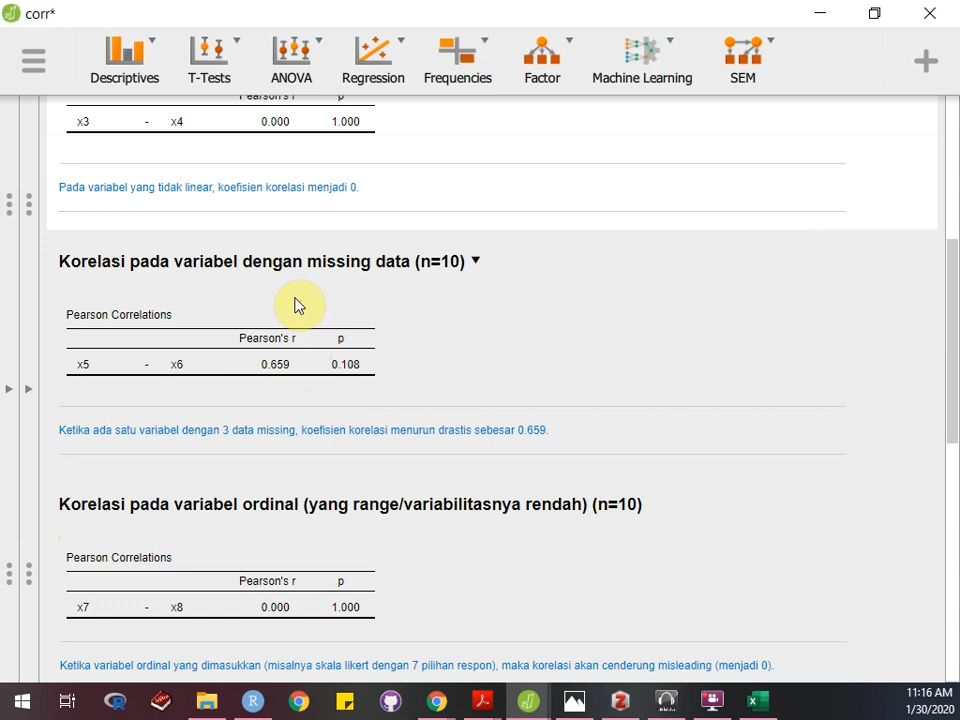 corr*
Descriptives
T-Tests
ANOVA
Regression
Frequencies
Factor
Machine Learning
SEM
Pearson's r p
x3 - x4 0.000 1.000
Pada variabel yang tidak linear, koefisien korelasi menjadi 0.
Korelasi pada variabel dengan missing data (n=10)
Pearson Correlations
Pearson's r p
x5 - x6 0.659 0.108
Ketika ada satu variabel dengan 3 data missing, koefisien korelasi menurun drastis sebesar 0.659.
Korelasi pada variabel ordinal (yang range/variabilitasnya rendah) (n=10)
Pearson Correlations
Pearson's r p
x7 - x8 0.000 1.000
Ketika variabel ordinal yang dimasukkan (misalnya skala likert dengan 7 pilihan respon), maka korelasi akan cenderung misleading (menjadi 0).
11:16 AM
1/30/2020